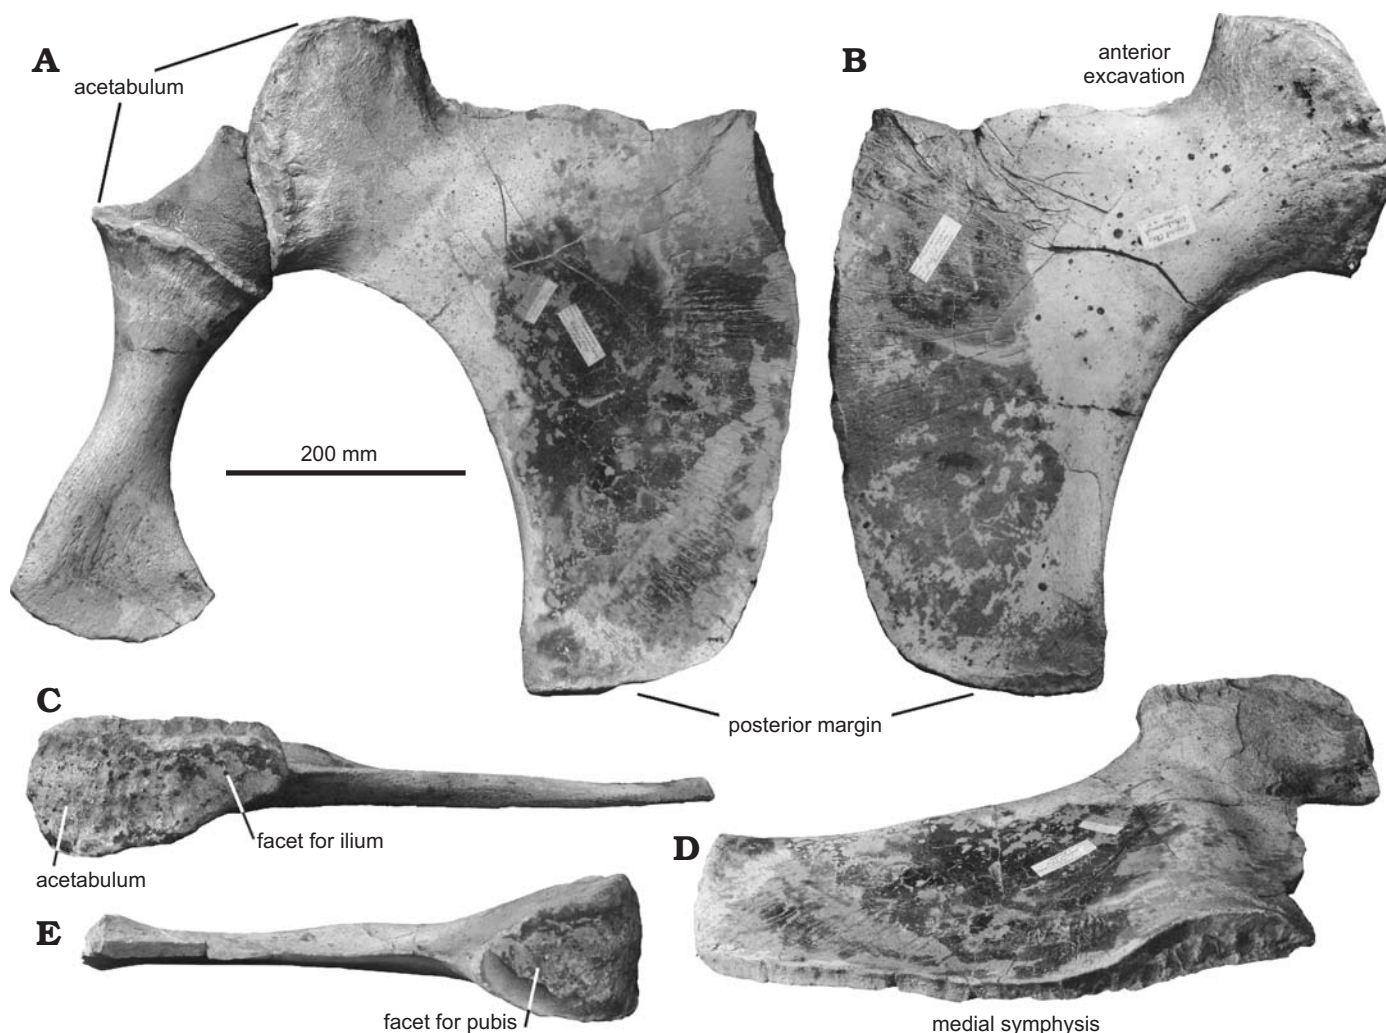 A
acetabulum
B
anterior
excavation
200 mm
posterior margin
C
facet for ilium
acetabulum
D
E
facet for pubis
medial symphysis